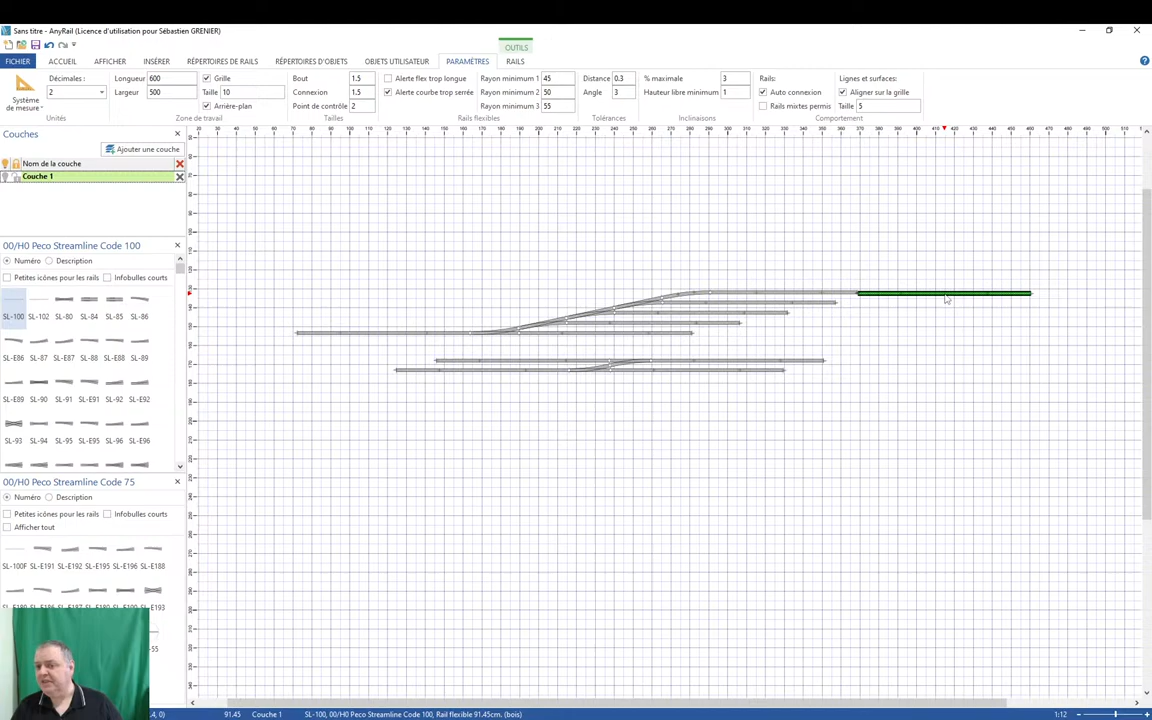 Sans titre - AnyRail (Licence d'utilisation pour Sébastien GRENIER)
OUTILS
FICHIER ACCUEIL AFFICHER INSÉRER RÉPERTOIRES DE RAILS RÉPERTOIRES D'OBJETS OBJETS UTILISATEUR PARAMÈTRES RAILS
Système de mesure
Décimales :
2
Unités
Longueur 600
Largeur 500
Grille
Taille 10
Arrière-plan
Zone de travail
Bout 1.5
Connexion 1.5
Point de contrôle 2
Tailles
Alerte flex trop longue
Alerte courbe trop serrée
Rayon minimum 1 45
Rayon minimum 2 50
Rayon minimum 3 55
Rails flexibles
Distance 0.3
Angle 3
Tolérances
% maximale 3
Hauteur libre minimum 1
Inclinaisons
Rails:
Auto connexion
Rails mixtes permis
Lignes et surfaces:
Aligner sur la grille
Taille 5
Comportement
Couches
Ajouter une couche
Nom de la couche
Couche 1
00/H0 Peco Streamline Code 100
Numéro Description
Petites icônes pour les rails Infobulles courts
SL-100 SL-102 SL-80 SL-84 SL-85 SL-86
SL-E86 SL-87 SL-E87 SL-88 SL-E88 SL-89
SL-E89 SL-90 SL-91 SL-E91 SL-92 SL-E92
SL-93 SL-94 SL-95 SL-E95 SL-96 SL-E96
00/H0 Peco Streamline Code 75
Numéro Description
Petites icônes pour les rails Infobulles courts
Afficher tout
SL-100F SL-E191 SL-E192 SL-E195 SL-E196 SL-E188
91.45 Couche 1 SL-100, 00/H0 Peco Streamline Code 100, Rail flexible 91.45cm, (bois) 1:12